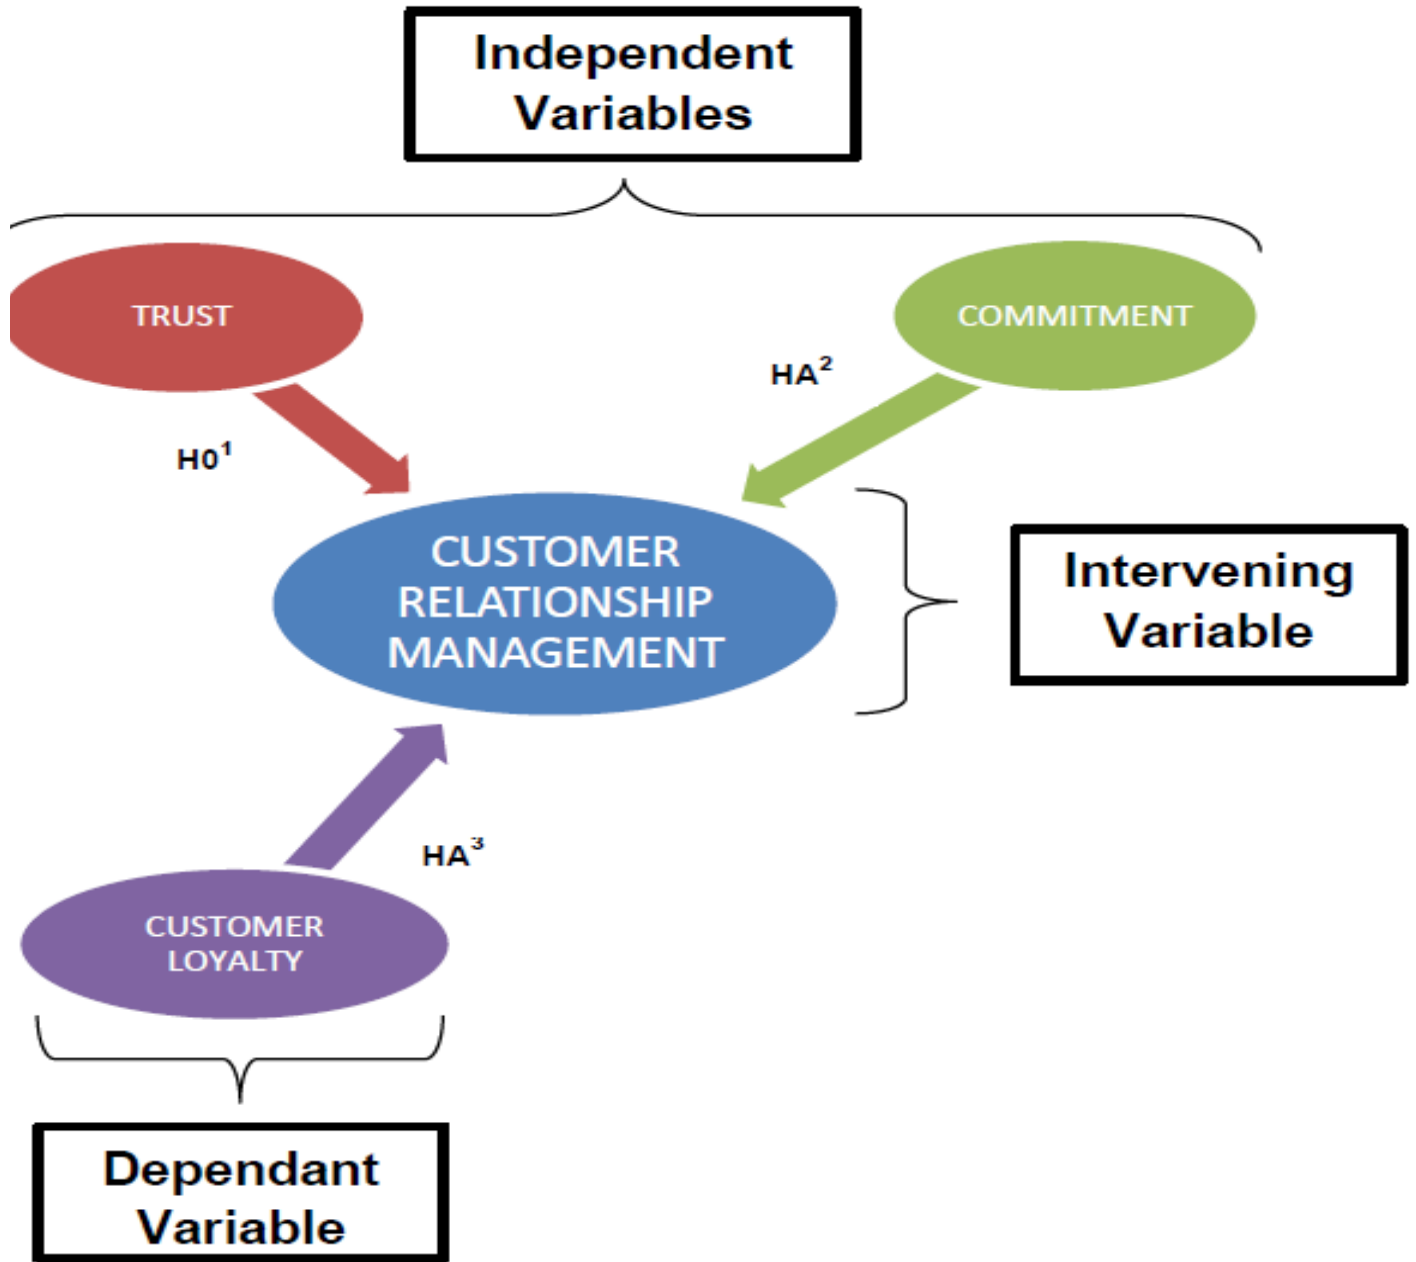 Independent
Variables
TRUST
COMMITMENT
HA²
H0¹
CUSTOMER
RELATIONSHIP
MANAGEMENT
Intervening
Variable
HA³
CUSTOMER
LOYALTY
Dependant
Variable